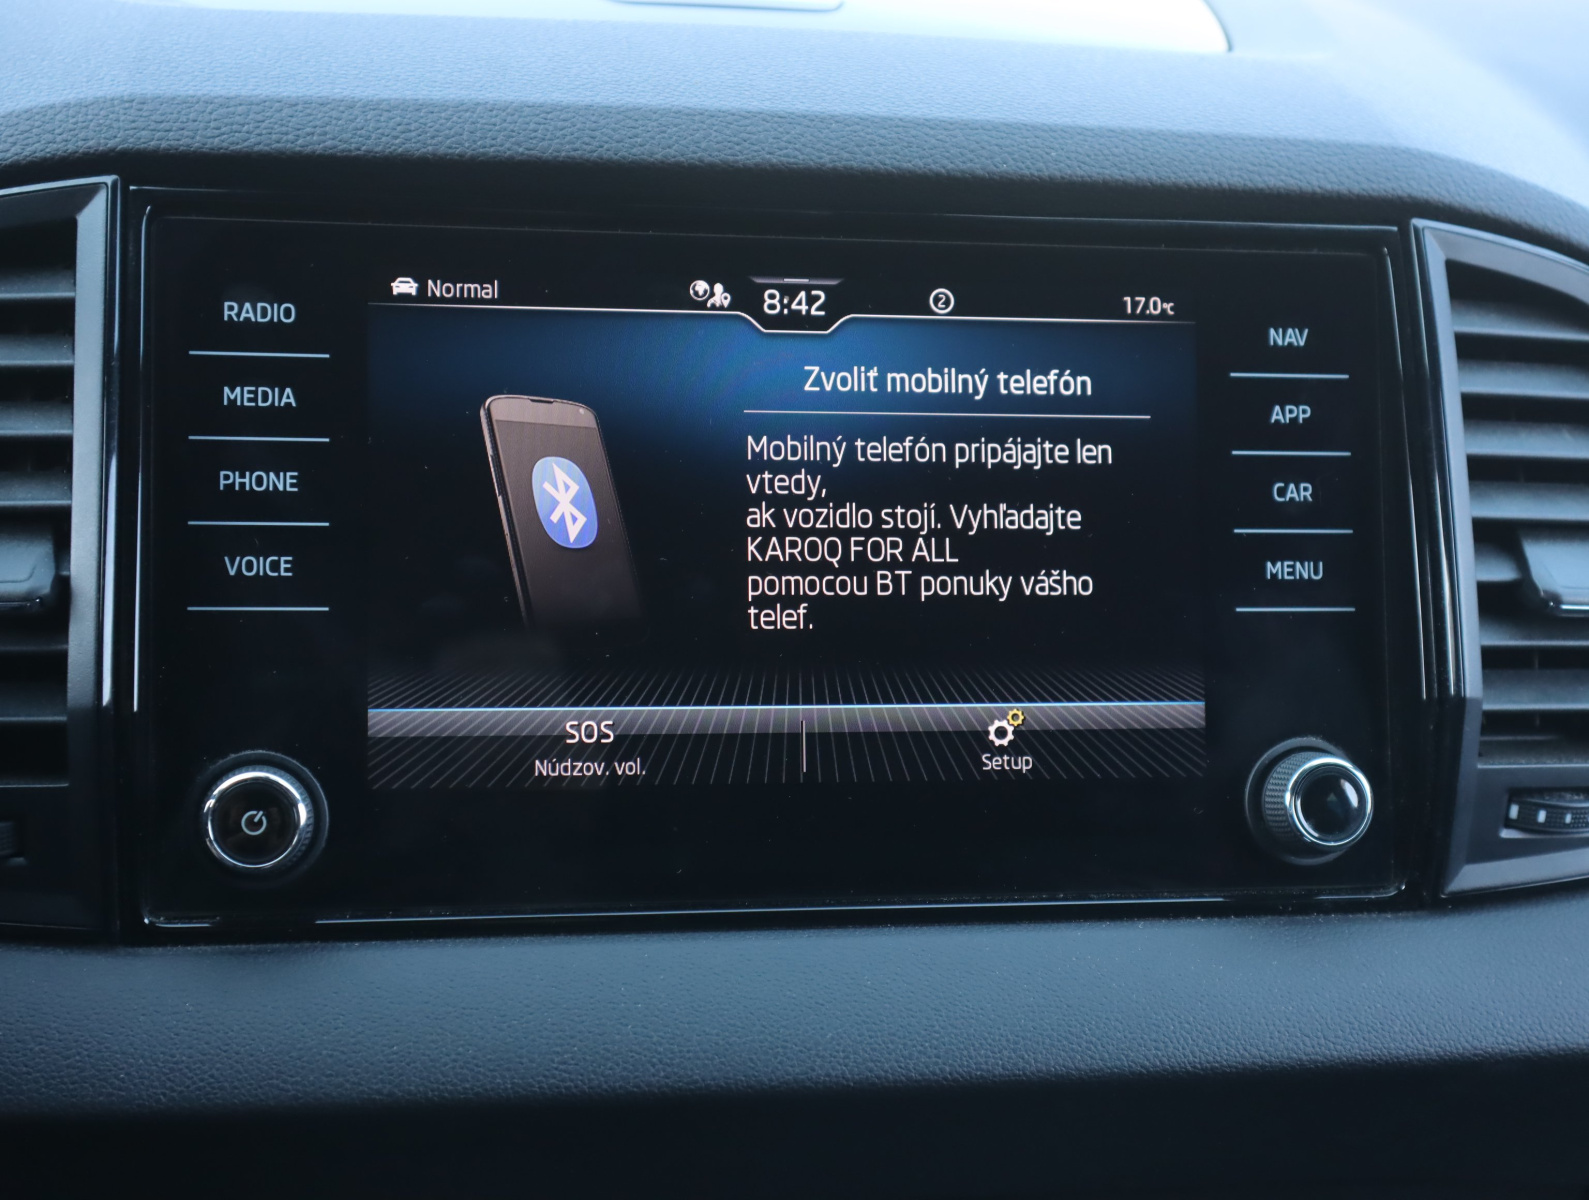 Normal
8:42
2
17.0°C
RADIO
MEDIA
PHONE
VOICE
Zvoliť mobilný telefón
Mobilný telefón pripájajte len
vtedy,
ak vozidlo stojí. Vyhľadajte
KAROQ FOR ALL
pomocou BT ponuky vášho
telef.
SOS
Núdzov. vol.
Setup
NAV
APP
CAR
MENU